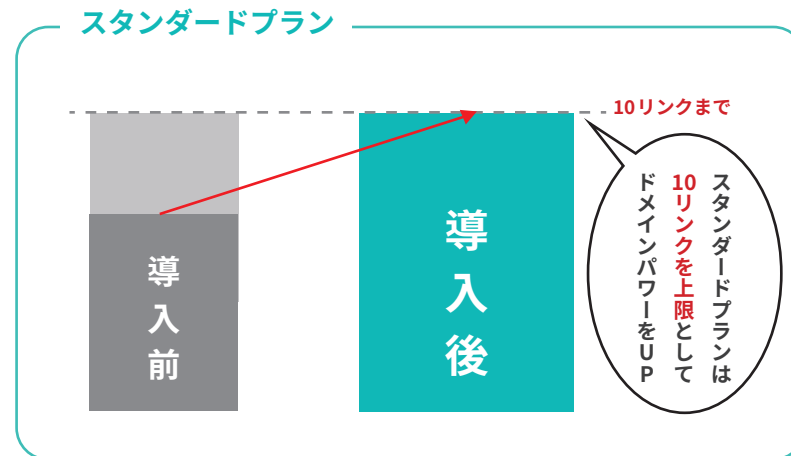 スタンダードプラン
10リンクまで
導入前
導入後
スタンダードプランは
10リンクを上限として
ドメインパワーをUP